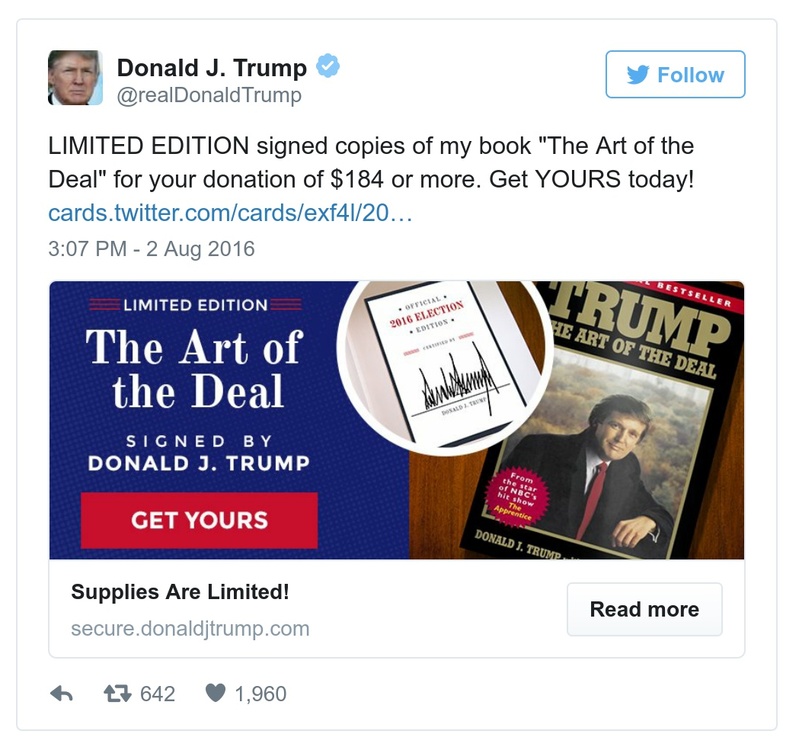 Donald J. Trump
@realDonaldTrump
Follow
LIMITED EDITION signed copies of my book "The Art of the
Deal" for your donation of $184 or more. Get YOURS today!
cards.twitter.com/cards/exf4l/20…
3:07 PM - 2 Aug 2016
LIMITED EDITION
The Art of
the Deal
SIGNED BY
DONALD J. TRUMP
GET YOURS
• OFFICIAL •
2016 ELECTION
• EDITION •
CERTIFIED BY
DONALD J. TRUMP
BESTSELLER
TRUMP
THE ART OF THE DEAL
From
the star
of NBC's
hit show
The
Apprentice
DONALD J. TRUMP
Supplies Are Limited!
secure.donaldjtrump.com
Read more
642
1,960